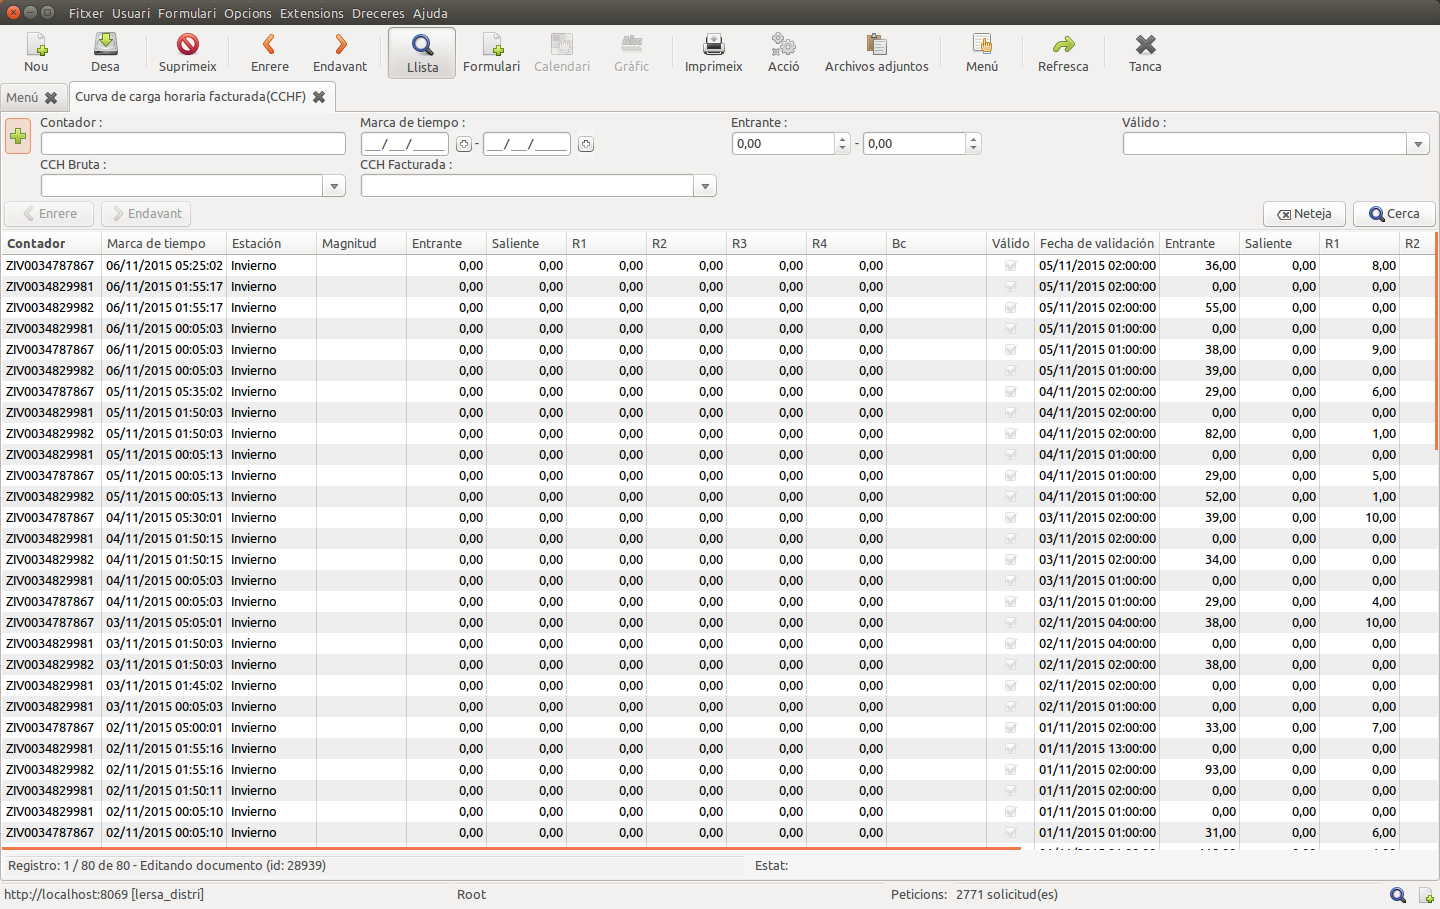 Fitxer Usuari Formulari Opcions Extensions Dreceres Ajuda
Nou Desa Suprimeix Enrere Endavant Llista Formulari Calendari Gràfic Imprimeix Acció Archivos adjuntos Menú Refresca Tanca
Menú Curva de carga horaria facturada(CCHF)
Contador : Marca de tiempo : Entrante : Válido :
__/__/____ - __/__/____ 0,00 - 0,00
CCH Bruta : CCH Facturada :
Enrere Endavant Neteja Cerca
Contador Marca de tiempo Estación Magnitud Entrante Saliente R1 R2 R3 R4 Bc Válido Fecha de validación Entrante Saliente R1 R2
ZIV0034787867 06/11/2015 05:25:02 Invierno 0,00 0,00 0,00 0,00 0,00 0,00 05/11/2015 02:00:00 36,00 0,00 8,00
ZIV0034829981 06/11/2015 01:55:17 Invierno 0,00 0,00 0,00 0,00 0,00 0,00 05/11/2015 02:00:00 0,00 0,00 0,00
ZIV0034829982 06/11/2015 01:55:17 Invierno 0,00 0,00 0,00 0,00 0,00 0,00 05/11/2015 02:00:00 55,00 0,00 0,00
ZIV0034829981 06/11/2015 00:05:03 Invierno 0,00 0,00 0,00 0,00 0,00 0,00 05/11/2015 01:00:00 0,00 0,00 0,00
ZIV0034787867 06/11/2015 00:05:03 Invierno 0,00 0,00 0,00 0,00 0,00 0,00 05/11/2015 01:00:00 38,00 0,00 9,00
ZIV0034829982 06/11/2015 00:05:03 Invierno 0,00 0,00 0,00 0,00 0,00 0,00 05/11/2015 01:00:00 39,00 0,00 0,00
ZIV0034787867 05/11/2015 05:35:02 Invierno 0,00 0,00 0,00 0,00 0,00 0,00 04/11/2015 02:00:00 29,00 0,00 6,00
ZIV0034829981 05/11/2015 01:50:03 Invierno 0,00 0,00 0,00 0,00 0,00 0,00 04/11/2015 02:00:00 0,00 0,00 0,00
ZIV0034829982 05/11/2015 01:50:03 Invierno 0,00 0,00 0,00 0,00 0,00 0,00 04/11/2015 02:00:00 82,00 0,00 1,00
ZIV0034829981 05/11/2015 00:05:13 Invierno 0,00 0,00 0,00 0,00 0,00 0,00 04/11/2015 01:00:00 0,00 0,00 0,00
ZIV0034787867 05/11/2015 00:05:13 Invierno 0,00 0,00 0,00 0,00 0,00 0,00 04/11/2015 01:00:00 29,00 0,00 5,00
ZIV0034829982 05/11/2015 00:05:13 Invierno 0,00 0,00 0,00 0,00 0,00 0,00 04/11/2015 01:00:00 52,00 0,00 1,00
ZIV0034787867 04/11/2015 05:30:01 Invierno 0,00 0,00 0,00 0,00 0,00 0,00 03/11/2015 02:00:00 39,00 0,00 10,00
ZIV0034829981 04/11/2015 01:50:15 Invierno 0,00 0,00 0,00 0,00 0,00 0,00 03/11/2015 02:00:00 0,00 0,00 0,00
ZIV0034829982 04/11/2015 01:50:15 Invierno 0,00 0,00 0,00 0,00 0,00 0,00 03/11/2015 02:00:00 34,00 0,00 0,00
ZIV0034829981 04/11/2015 00:05:03 Invierno 0,00 0,00 0,00 0,00 0,00 0,00 03/11/2015 01:00:00 0,00 0,00 0,00
ZIV0034787867 04/11/2015 00:05:03 Invierno 0,00 0,00 0,00 0,00 0,00 0,00 03/11/2015 01:00:00 29,00 0,00 4,00
ZIV0034787867 03/11/2015 05:05:01 Invierno 0,00 0,00 0,00 0,00 0,00 0,00 02/11/2015 04:00:00 38,00 0,00 10,00
ZIV0034829981 03/11/2015 01:50:03 Invierno 0,00 0,00 0,00 0,00 0,00 0,00 02/11/2015 04:00:00 0,00 0,00 0,00
ZIV0034829982 03/11/2015 01:50:03 Invierno 0,00 0,00 0,00 0,00 0,00 0,00 02/11/2015 02:00:00 38,00 0,00 0,00
ZIV0034829981 03/11/2015 01:45:02 Invierno 0,00 0,00 0,00 0,00 0,00 0,00 02/11/2015 02:00:00 0,00 0,00 0,00
ZIV0034829981 03/11/2015 00:05:03 Invierno 0,00 0,00 0,00 0,00 0,00 0,00 02/11/2015 01:00:00 0,00 0,00 0,00
ZIV0034787867 02/11/2015 05:00:01 Invierno 0,00 0,00 0,00 0,00 0,00 0,00 01/11/2015 02:00:00 33,00 0,00 7,00
ZIV0034829981 02/11/2015 01:55:16 Invierno 0,00 0,00 0,00 0,00 0,00 0,00 01/11/2015 13:00:00 0,00 0,00 0,00
ZIV0034829982 02/11/2015 01:55:16 Invierno 0,00 0,00 0,00 0,00 0,00 0,00 01/11/2015 02:00:00 93,00 0,00 0,00
ZIV0034829981 02/11/2015 01:50:11 Invierno 0,00 0,00 0,00 0,00 0,00 0,00 01/11/2015 02:00:00 0,00 0,00 0,00
ZIV0034829981 02/11/2015 00:05:10 Invierno 0,00 0,00 0,00 0,00 0,00 0,00 01/11/2015 01:00:00 0,00 0,00 0,00
ZIV0034787867 02/11/2015 00:05:10 Invierno 0,00 0,00 0,00 0,00 0,00 0,00 01/11/2015 01:00:00 31,00 0,00 6,00
Registro: 1 / 80 de 80 - Editando documento (id: 28939) Estat:
http://localhost:8069 [lersa_distri] Root Peticions: 2771 solicitud(es)